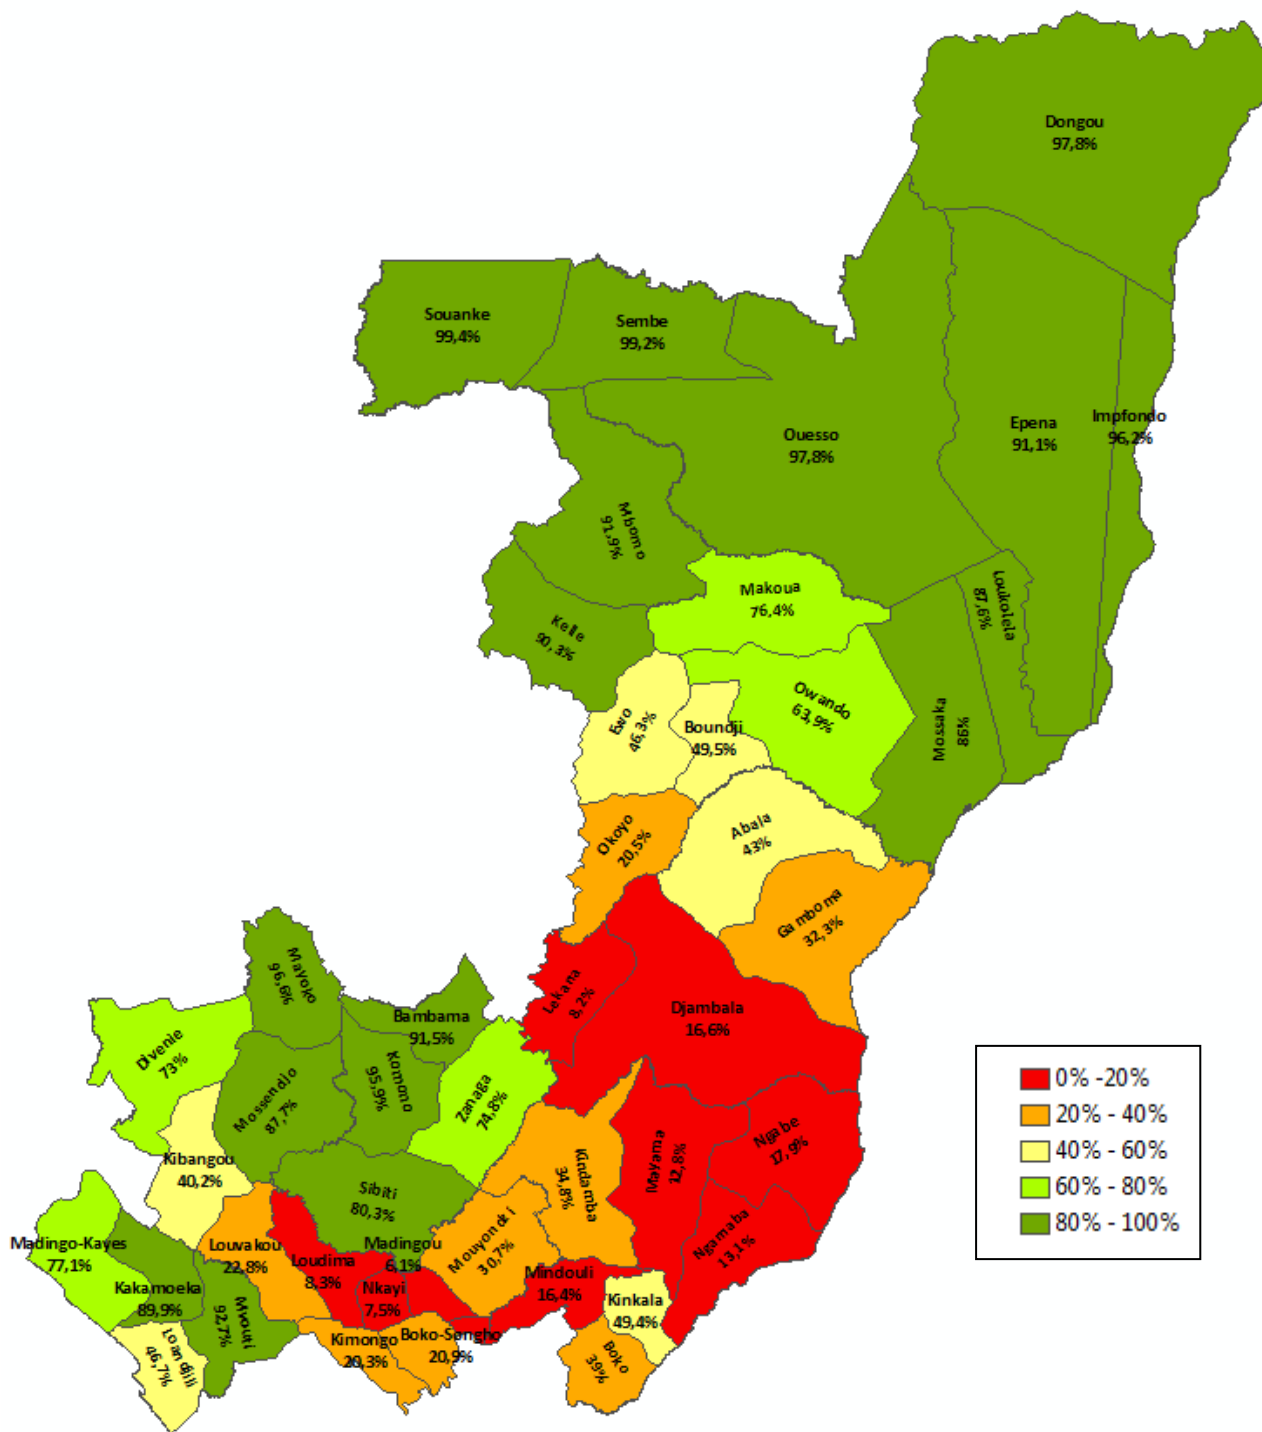 Dongou
97,8%
Souanke
99,4%
Sembe
99,2%
Ouesso
97,8%
Epena
91,1%
Impfondo
96,2%
Mbomo
91,9%
Makoua
76,4%
Loukolela
87,6%
Kelle
90,3%
Owando
63,9%
Mossaka
86%
Ewo
46,3%
Boundji
49,5%
Okoyo
20,5%
Abala
43%
Gamboma
32,3%
Mayoko
96,6%
Lekana
8,2%
Djambala
16,6%
Bambama
91,5%
Divenie
73%
Komono
95,9%
Zanaga
74,8%
Mossendjo
87,7%
0% -20%
20% - 40%
40% - 60%
60% - 80%
80% - 100%
Kibangou
40,2%
Sibiti
80,3%
Kindamba
34,8%
Mayama
12,8%
Ngabe
17,9%
Madingo-Kayes
77,1%
Louvakou
22,8%
Loudima
8,3%
Madingou
6,1%
Mouyondzi
30,7%
Ngamaba
13,1%
Kakamoeka
89,9%
Mvouti
92,7%
Nkayi
7,5%
Mindouli
16,4%
Kinkala
49,4%
Loandjili
46,7%
Kimongo
20,3%
Boko-Songho
20,9%
Boko
39%